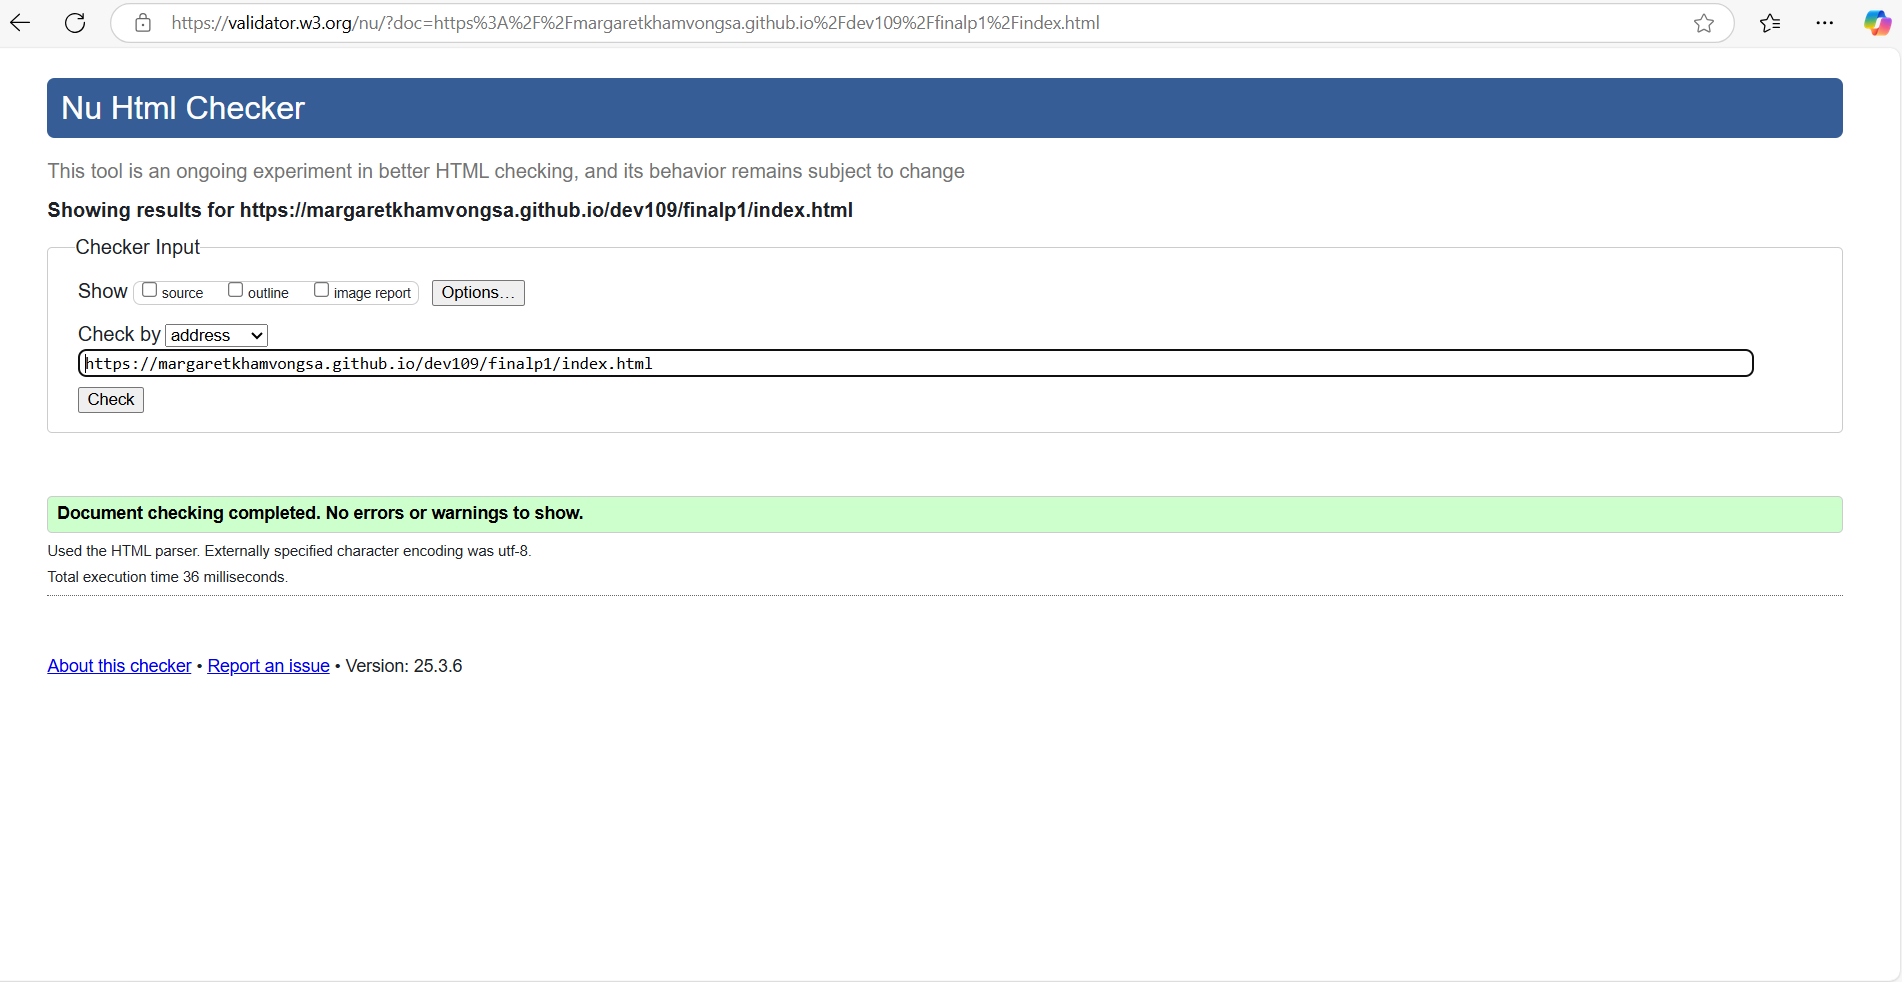 https://validator.w3.org/nu/?doc=https%3A%2F%2Fmargaretkhamvongsa.github.io%2Fdev109%2Ffinalp1%2Findex.html
Nu Html Checker
This tool is an ongoing experiment in better HTML checking, and its behavior remains subject to change
Showing results for https://margaretkhamvongsa.github.io/dev109/finalp1/index.html
Checker Input
Show source outline image report Options…
Check by address
https://margaretkhamvongsa.github.io/dev109/finalp1/index.html
Check
Document checking completed. No errors or warnings to show.
Used the HTML parser. Externally specified character encoding was utf-8.
Total execution time 36 milliseconds.
About this checker • Report an issue • Version: 25.3.6